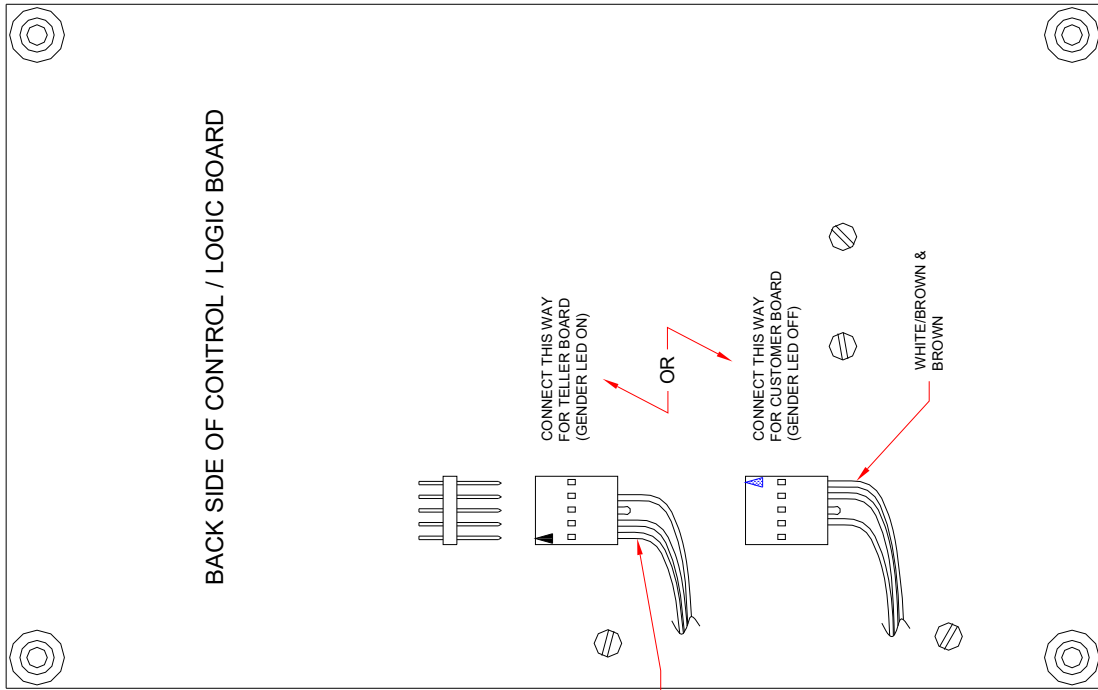 BACK SIDE OF CONTROL / LOGIC BOARD
CONNECT THIS WAY
FOR TELLER BOARD
(GENDER LED ON)
OR
CONNECT THIS WAY
FOR CUSTOMER BOARD
(GENDER LED OFF)
WHITE/BROWN &
BROWN